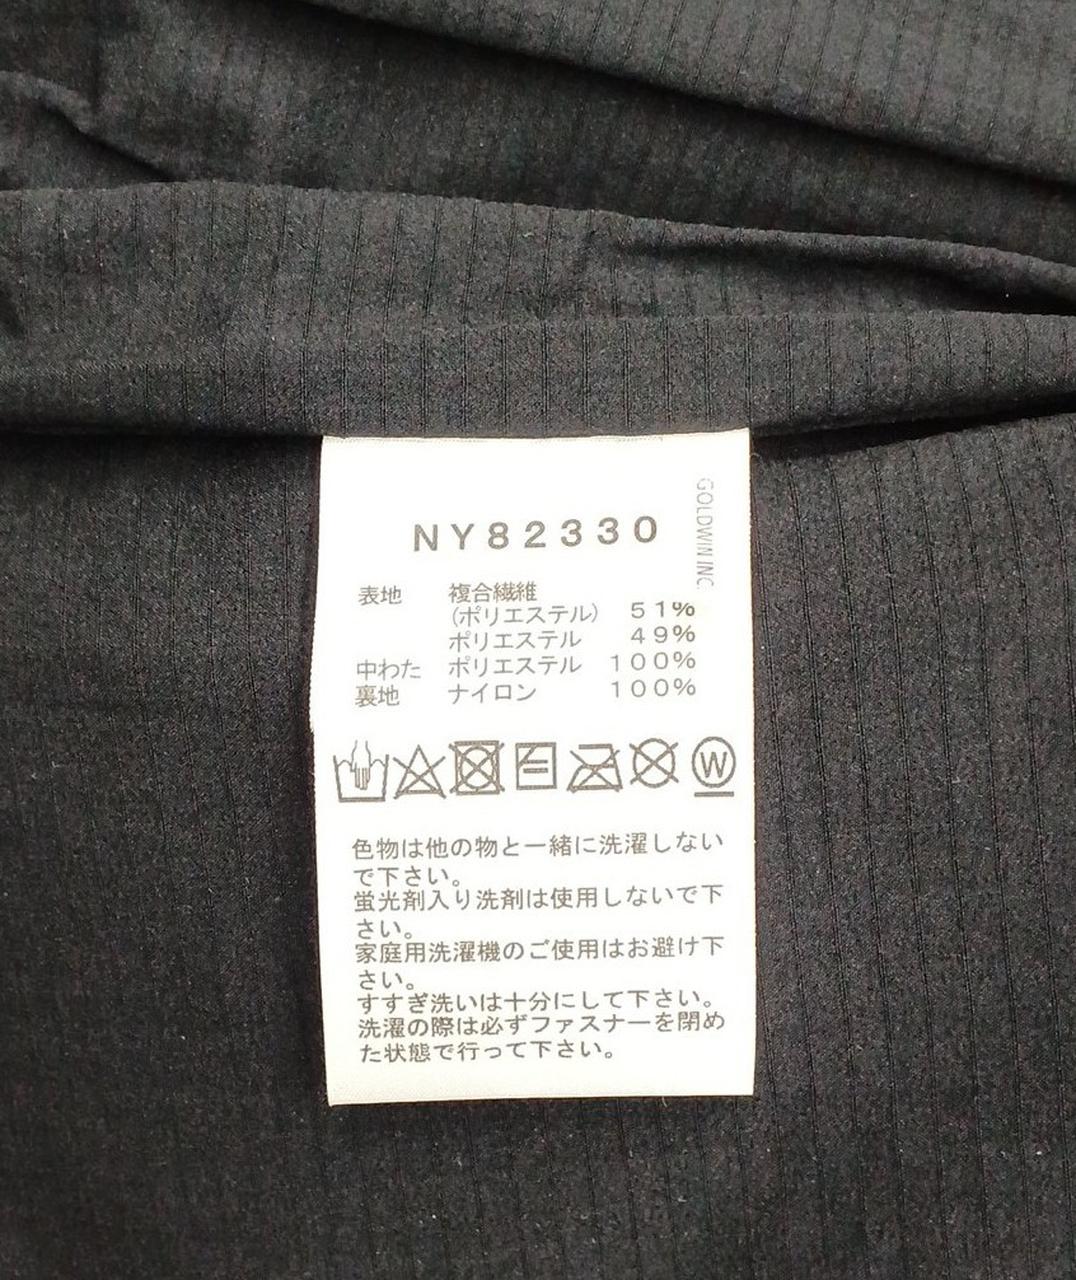 GOLDWIN INC.
NY82330
表地 複合繊維
(ポリエステル) 51%
ポリエステル 49%
中わた ポリエステル 100%
裏地 ナイロン 100%
W
色物は他の物と一緒に洗濯しない
で下さい。
蛍光剤入り洗剤は使用しないで下
さい。
家庭用洗濯機のご使用はお避け下
さい。
すすぎ洗いは十分にして下さい。
洗濯の際は必ずファスナーを閉め
た状態で行って下さい。